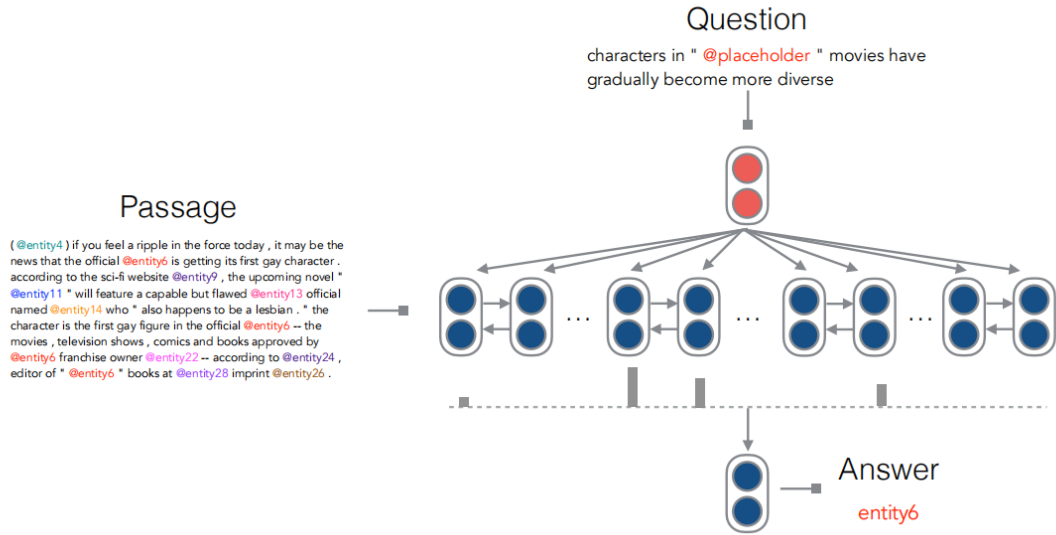 Question
characters in " @placeholder " movies have
gradually become more diverse
Passage
( @entity4 ) if you feel a ripple in the force today , it may be the
news that the official @entity6 is getting its first gay character .
according to the sci-fi website @entity9 , the upcoming novel "
@entity11 " will feature a capable but flawed @entity13 official
named @entity14 who " also happens to be a lesbian . " the
character is the first gay figure in the official @entity6 -- the
movies , television shows , comics and books approved by
@entity6 franchise owner @entity22 -- according to @entity24 ,
editor of " @entity6 " books at @entity28 imprint @entity26 .
... ... ...
Answer
entity6